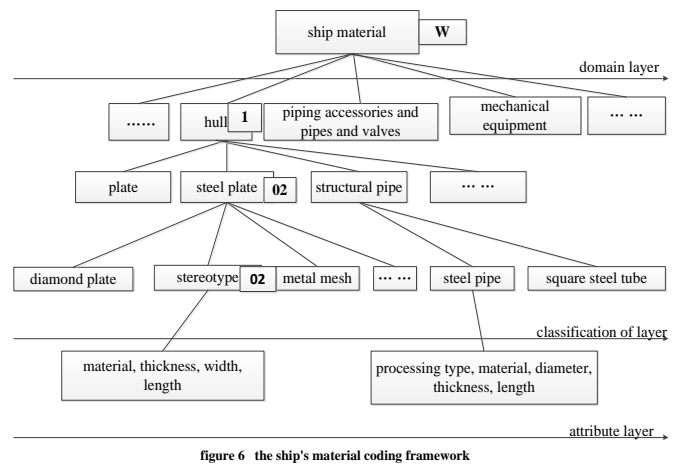 ship material
W
domain layer
......
hull
1
piping accessories and
pipes and valves
mechanical
equipment
... ...
plate
steel plate
02
structural pipe
... ...
diamond plate
stereotype
02
metal mesh
... ...
steel pipe
square steel tube
classification of layer
material, thickness, width,
length
processing type, material, diameter,
thickness, length
attribute layer
figure 6 the ship's material coding framework